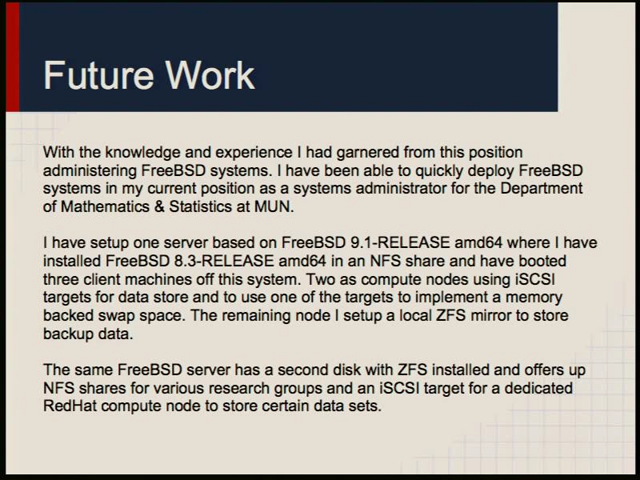 Future Work
With the knowledge and experience I had garnered from this position
administering FreeBSD systems. I have been able to quickly deploy FreeBSD
systems in my current position as a systems administrator for the Department
of Mathematics & Statistics at MUN.
I have setup one server based on FreeBSD 9.1-RELEASE amd64 where I have
installed FreeBSD 8.3-RELEASE amd64 in an NFS share and have booted
three client machines off this system. Two as compute nodes using iSCSI
targets for data store and to use one of the targets to implement a memory
backed swap space. The remaining node I setup a local ZFS mirror to store
backup data.
The same FreeBSD server has a second disk with ZFS installed and offers up
NFS shares for various research groups and an iSCSI target for a dedicated
RedHat compute node to store certain data sets.